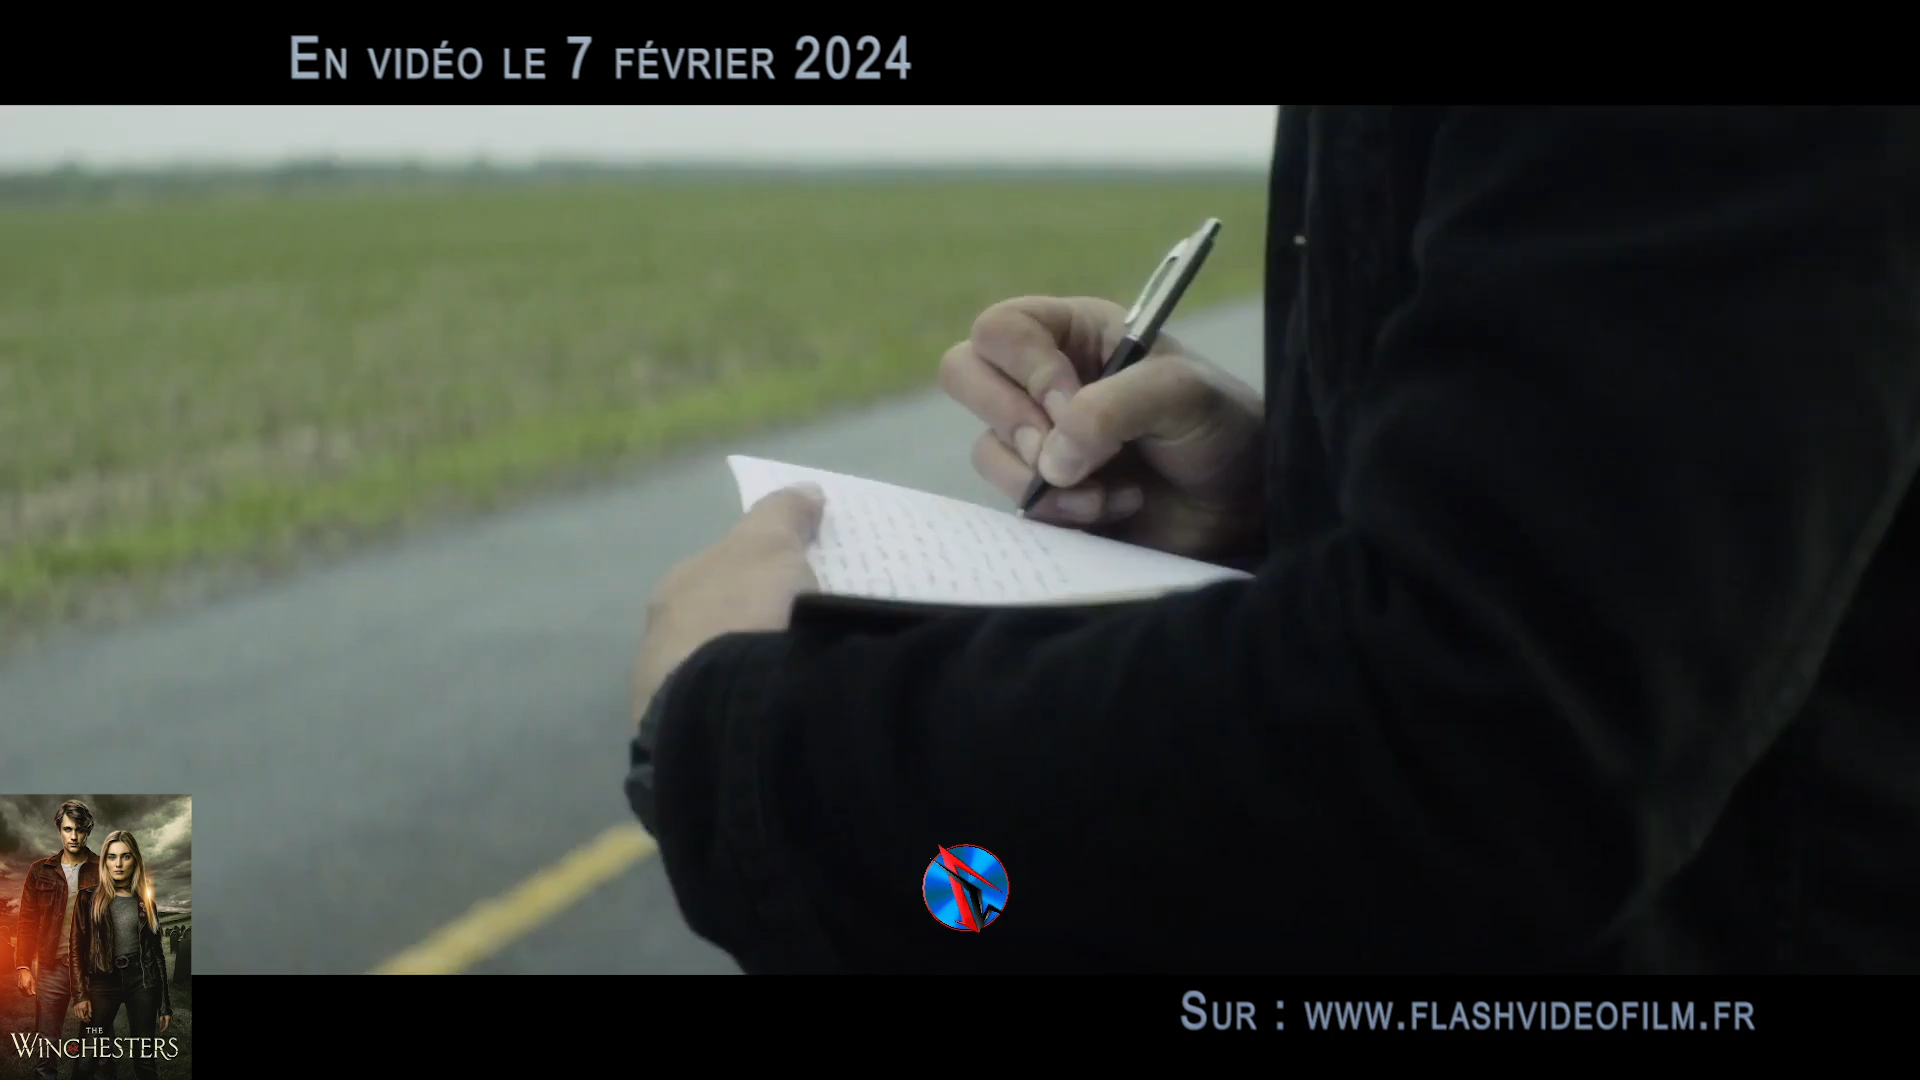 En vidéo le 7 février 2024
THE
WINCHESTERS
Sur : www.flashvideofilm.fr